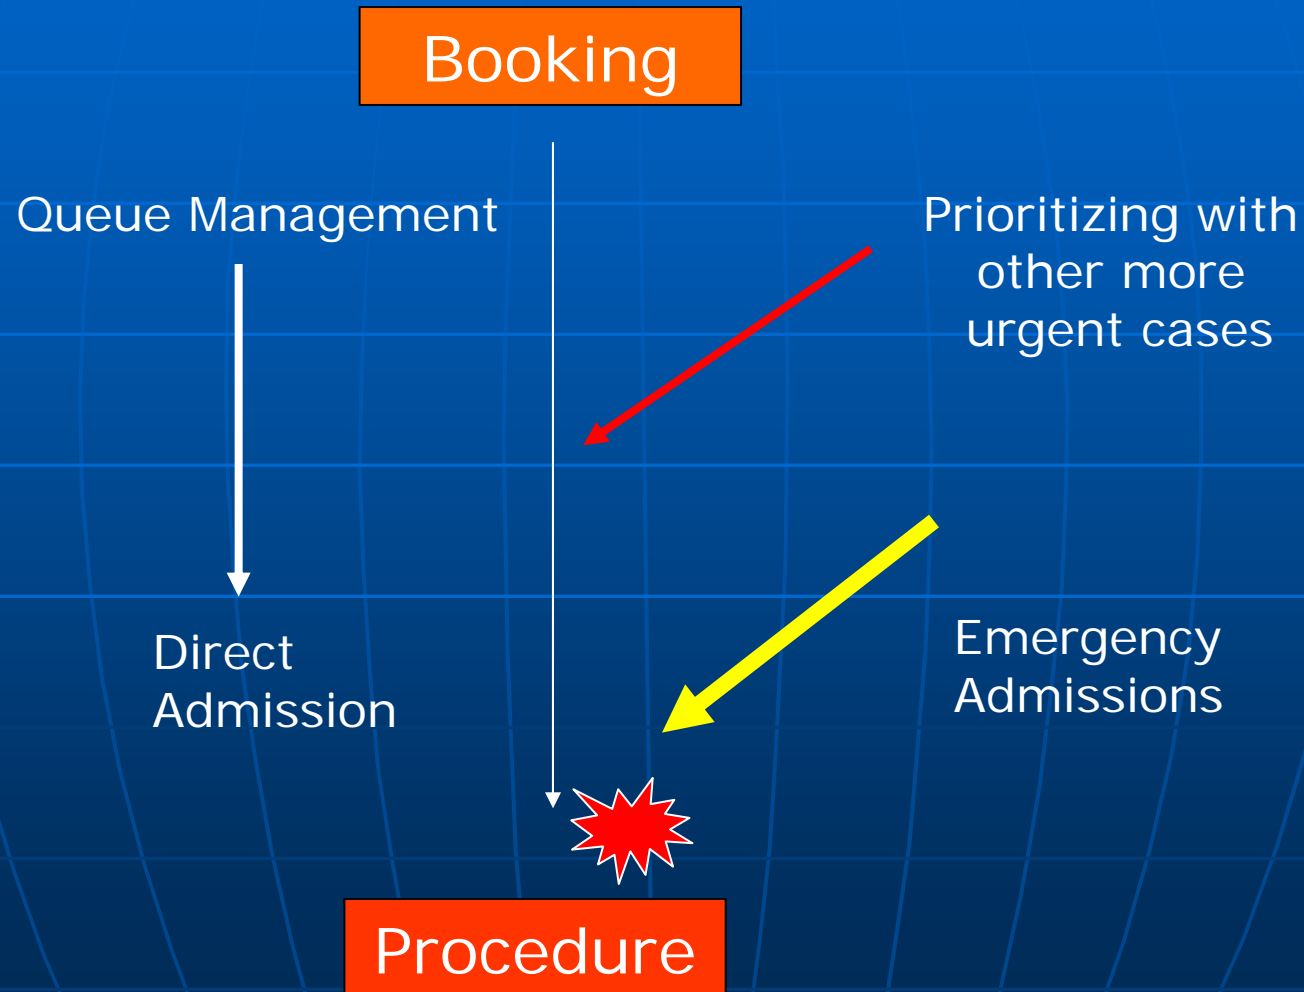 Booking
Queue Management
Prioritizing with
other more
urgent cases
Direct
Admission
Emergency
Admissions
Procedure